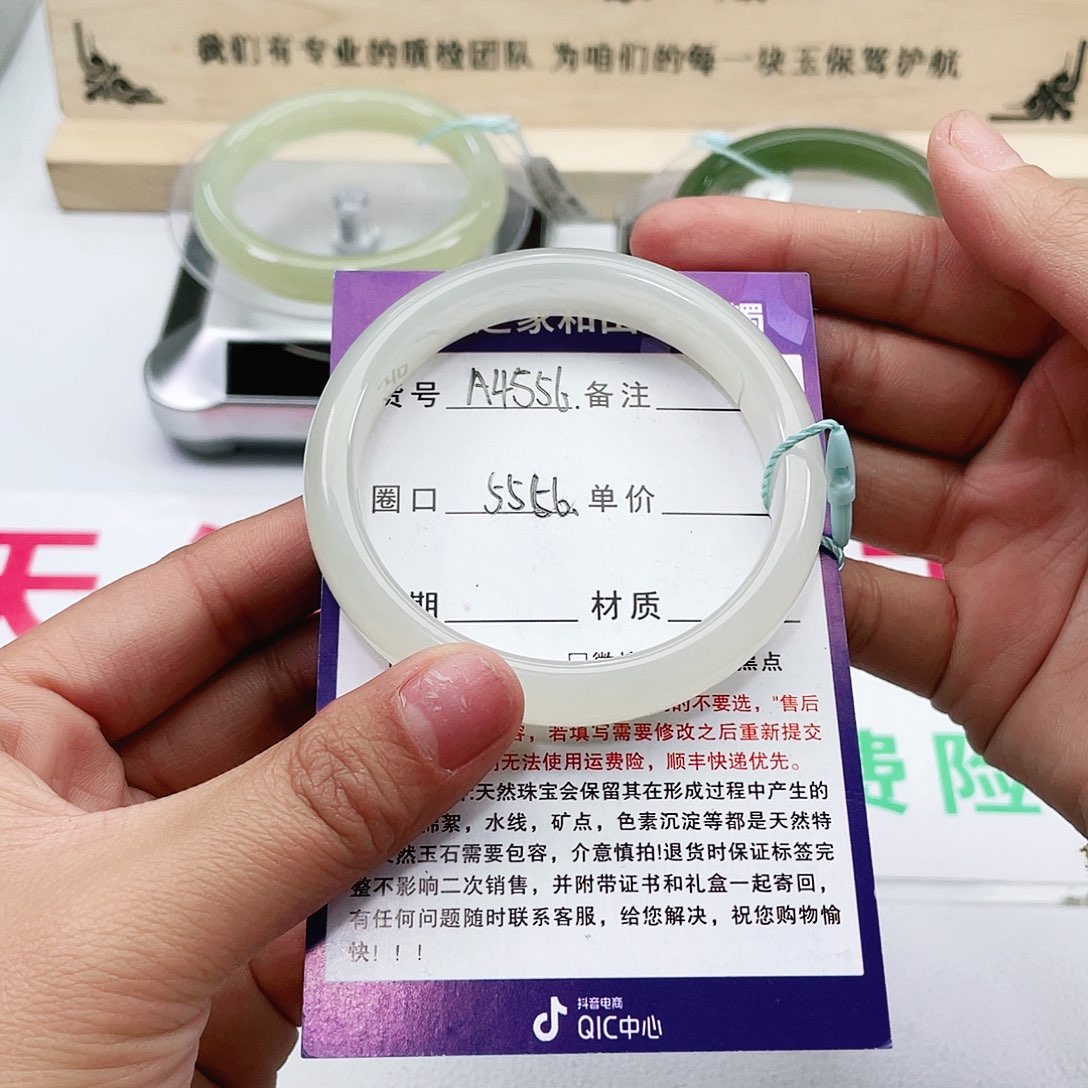 我们有专业的质检团队 为咱们的每一块玉保驾护航
货号 A4556. 备注
圈口 5556. 单价
期 材质
焦点
的不要选，"售后
若填写需要修改之后重新提交
无法使用运费险，顺丰快递优先。
天然珠宝会保留其在形成过程中产生的
棉絮，水线，矿点，色素沉淀等都是天然特
然玉石需要包容，介意慎拍!退货时保证标签完
整不影响二次销售，并附带证书和礼盒一起寄回，
有任何问题随时联系客服，给您解决，祝您购物愉
快！！！
抖音电商
QIC中心
天
费险